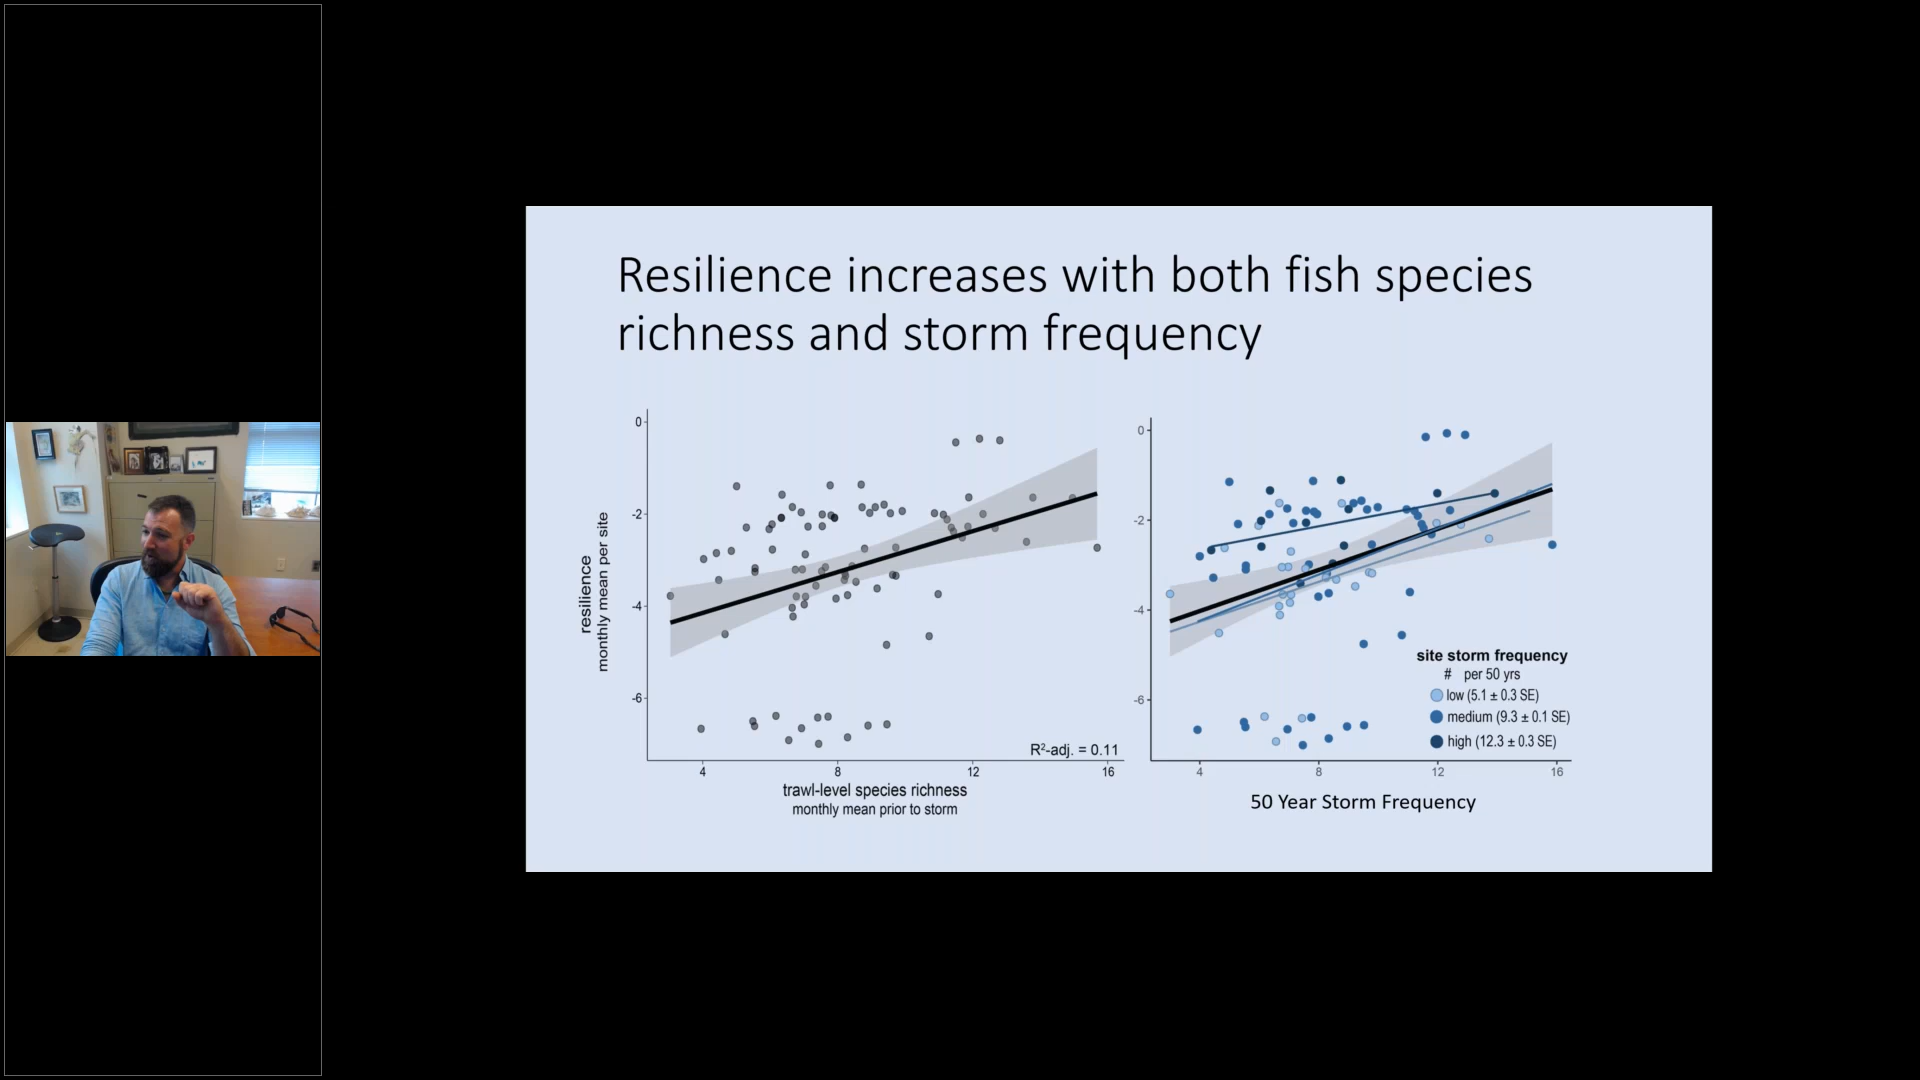 Resilience increases with both fish species
richness and storm frequency
0
-2
-4
-6
resilience
monthly mean per site
R²-adj. = 0.11
4 8 12 16
trawl-level species richness
monthly mean prior to storm
0
-2
-4
-6
site storm frequency
# per 50 yrs
low (5.1 ± 0.3 SE)
medium (9.3 ± 0.1 SE)
high (12.3 ± 0.3 SE)
4 8 12 16
50 Year Storm Frequency